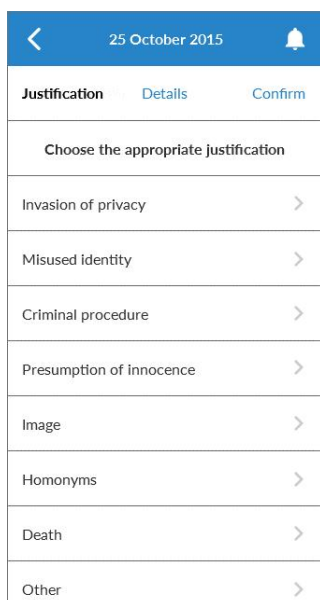 25 October 2015
Justification Details Confirm
Choose the appropriate justification
Invasion of privacy
Misused identity
Criminal procedure
Presumption of innocence
Image
Homonyms
Death
Other